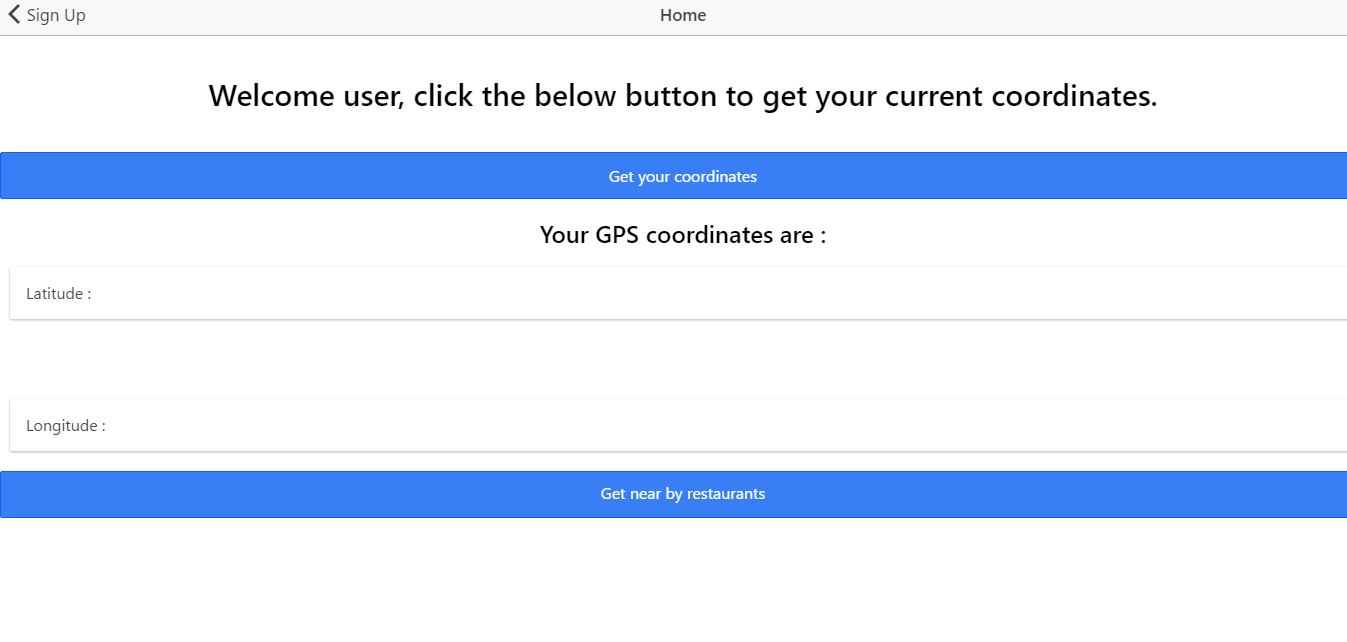 Sign Up
Home
Welcome user, click the below button to get your current coordinates.
Get your coordinates
Your GPS coordinates are :
Latitude :
Longitude :
Get near by restaurants